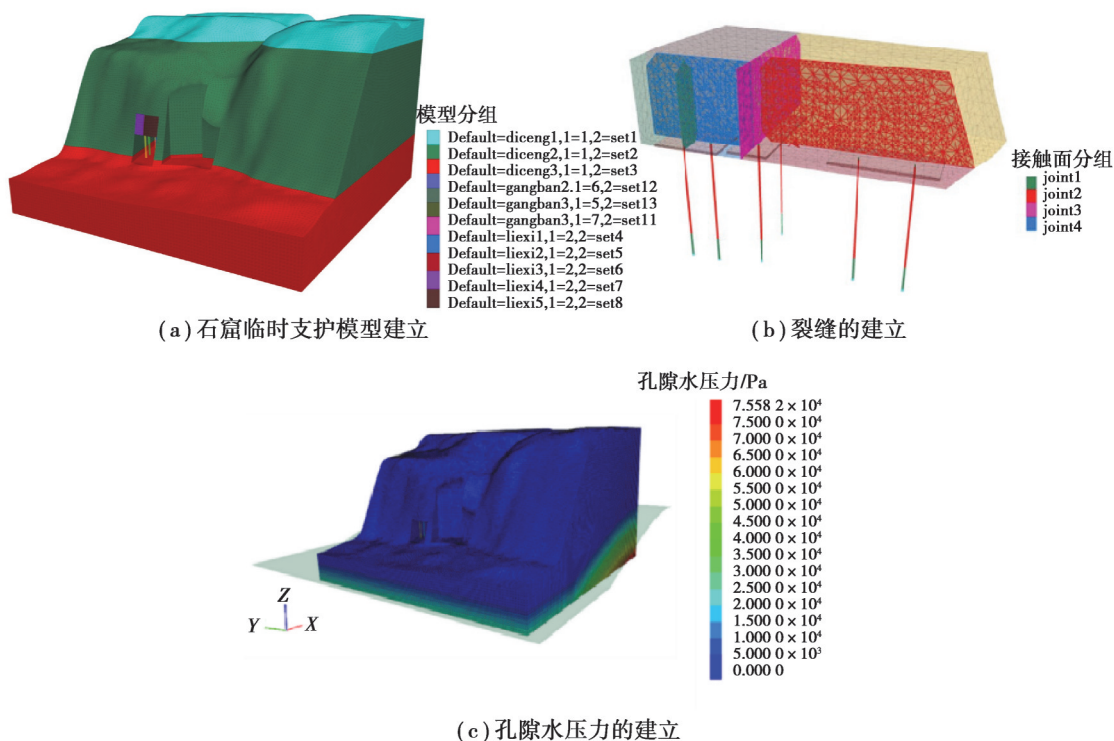 模型分组
Default=diceng1,1=1,2=set1
Default=diceng2,1=1,2=set2
Default=diceng3,1=1,2=set3
Default=gangban2.1=6,2=set12
Default=gangban3,1=5,2=set13
Default=gangban3,1=7,2=set11
Default=liexi1,1=2,2=set4
Default=liexi2,1=2,2=set5
Default=liexi3,1=2,2=set6
Default=liexi4,1=2,2=set7
Default=liexi5,1=2,2=set8
(a)石窟临时支护模型建立
接触面分组
joint1
joint2
joint3
joint4
(b)裂缝的建立
孔隙水压力/Pa
7.558 2×10⁴
7.500 0×10⁴
7.000 0×10⁴
6.500 0×10⁴
5.500 0×10⁴
5.000 0×10⁴
4.500 0×10⁴
4.000 0×10⁴
3.500 0×10⁴
3.000 0×10⁴
2.500 0×10⁴
2.000 0×10⁴
1.500 0×10⁴
1.000 0×10⁴
5.000 0×10³
0.000 0
Z
Y
X
(c)孔隙水压力的建立